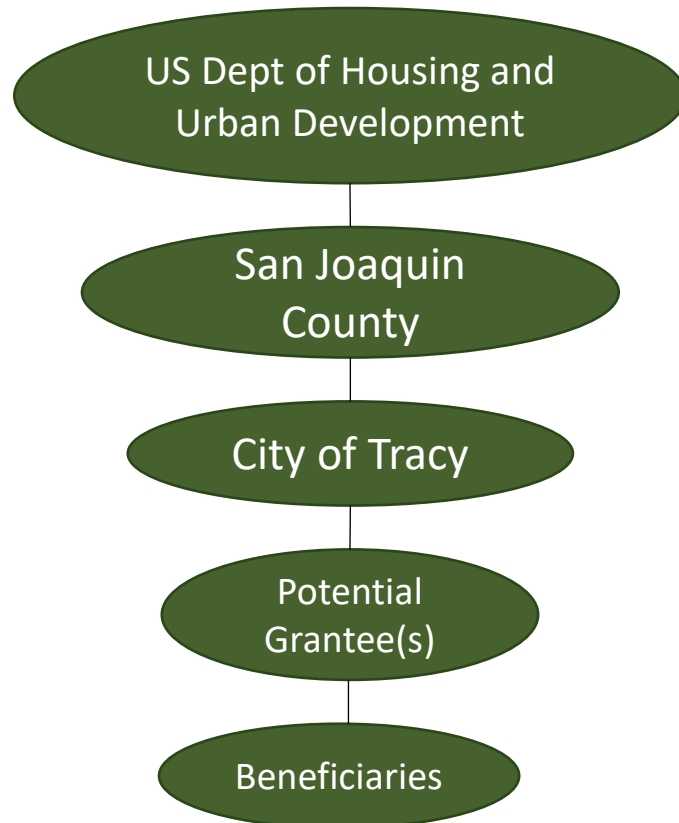 US Dept of Housing and
Urban Development
San Joaquin
County
City of Tracy
Potential
Grantee(s)
Beneficiaries